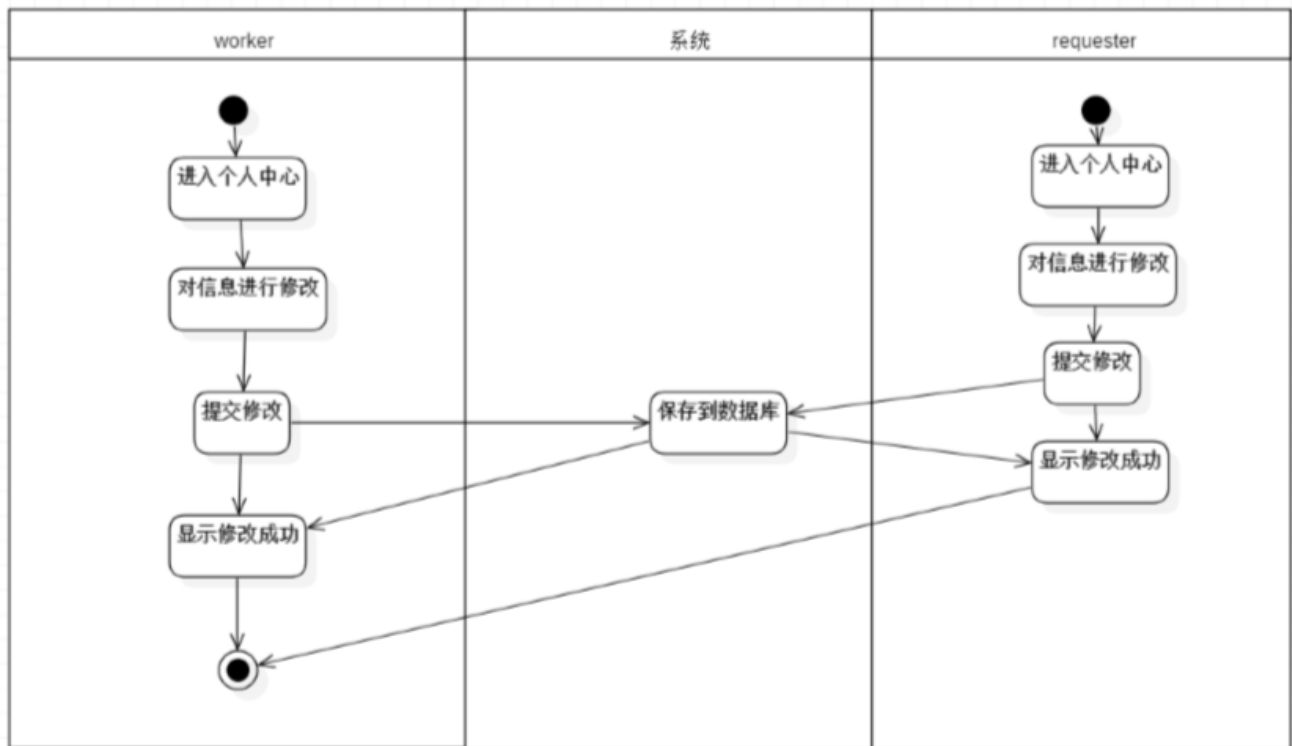 worker
系统
requester
进入个人中心
对信息进行修改
提交修改
显示修改成功
保存到数据库
进入个人中心
对信息进行修改
提交修改
显示修改成功